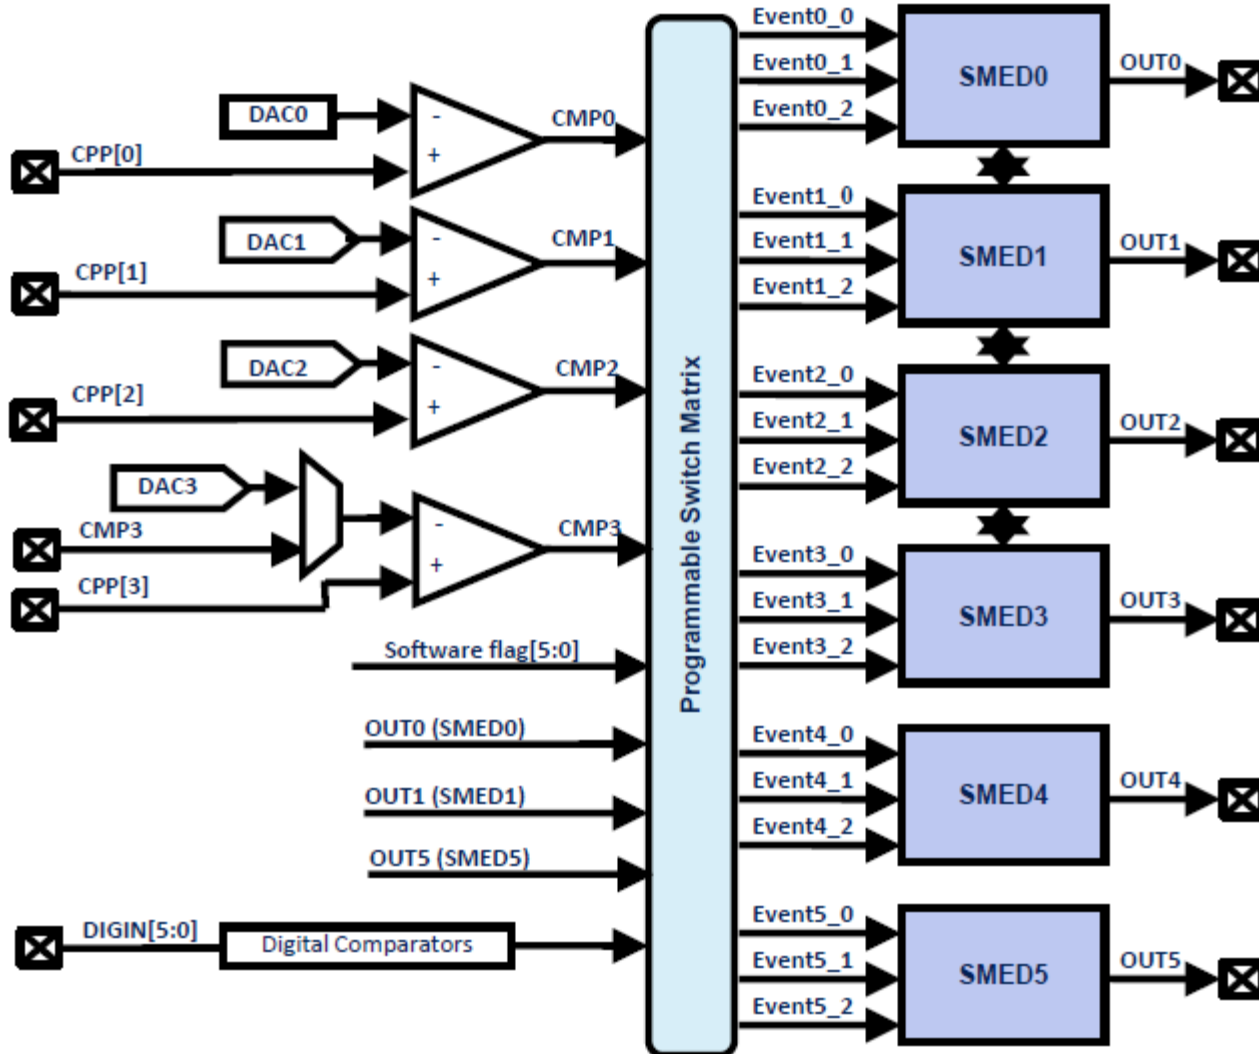 DAC0
CPP[0]
-
+
CMP0
DAC1
CPP[1]
-
+
CMP1
DAC2
CPP[2]
-
+
CMP2
DAC3
CMP3
CPP[3]
-
+
CMP3
Software flag[5:0]
OUT0 (SMED0)
OUT1 (SMED1)
OUT5 (SMED5)
DIGIN[5:0]
Digital Comparators
Programmable Switch Matrix
Event0_0
Event0_1
Event0_2
SMED0
OUT0
Event1_0
Event1_1
Event1_2
SMED1
OUT1
Event2_0
Event2_1
Event2_2
SMED2
OUT2
Event3_0
Event3_1
Event3_2
SMED3
OUT3
Event4_0
Event4_1
Event4_2
SMED4
OUT4
Event5_0
Event5_1
Event5_2
SMED5
OUT5